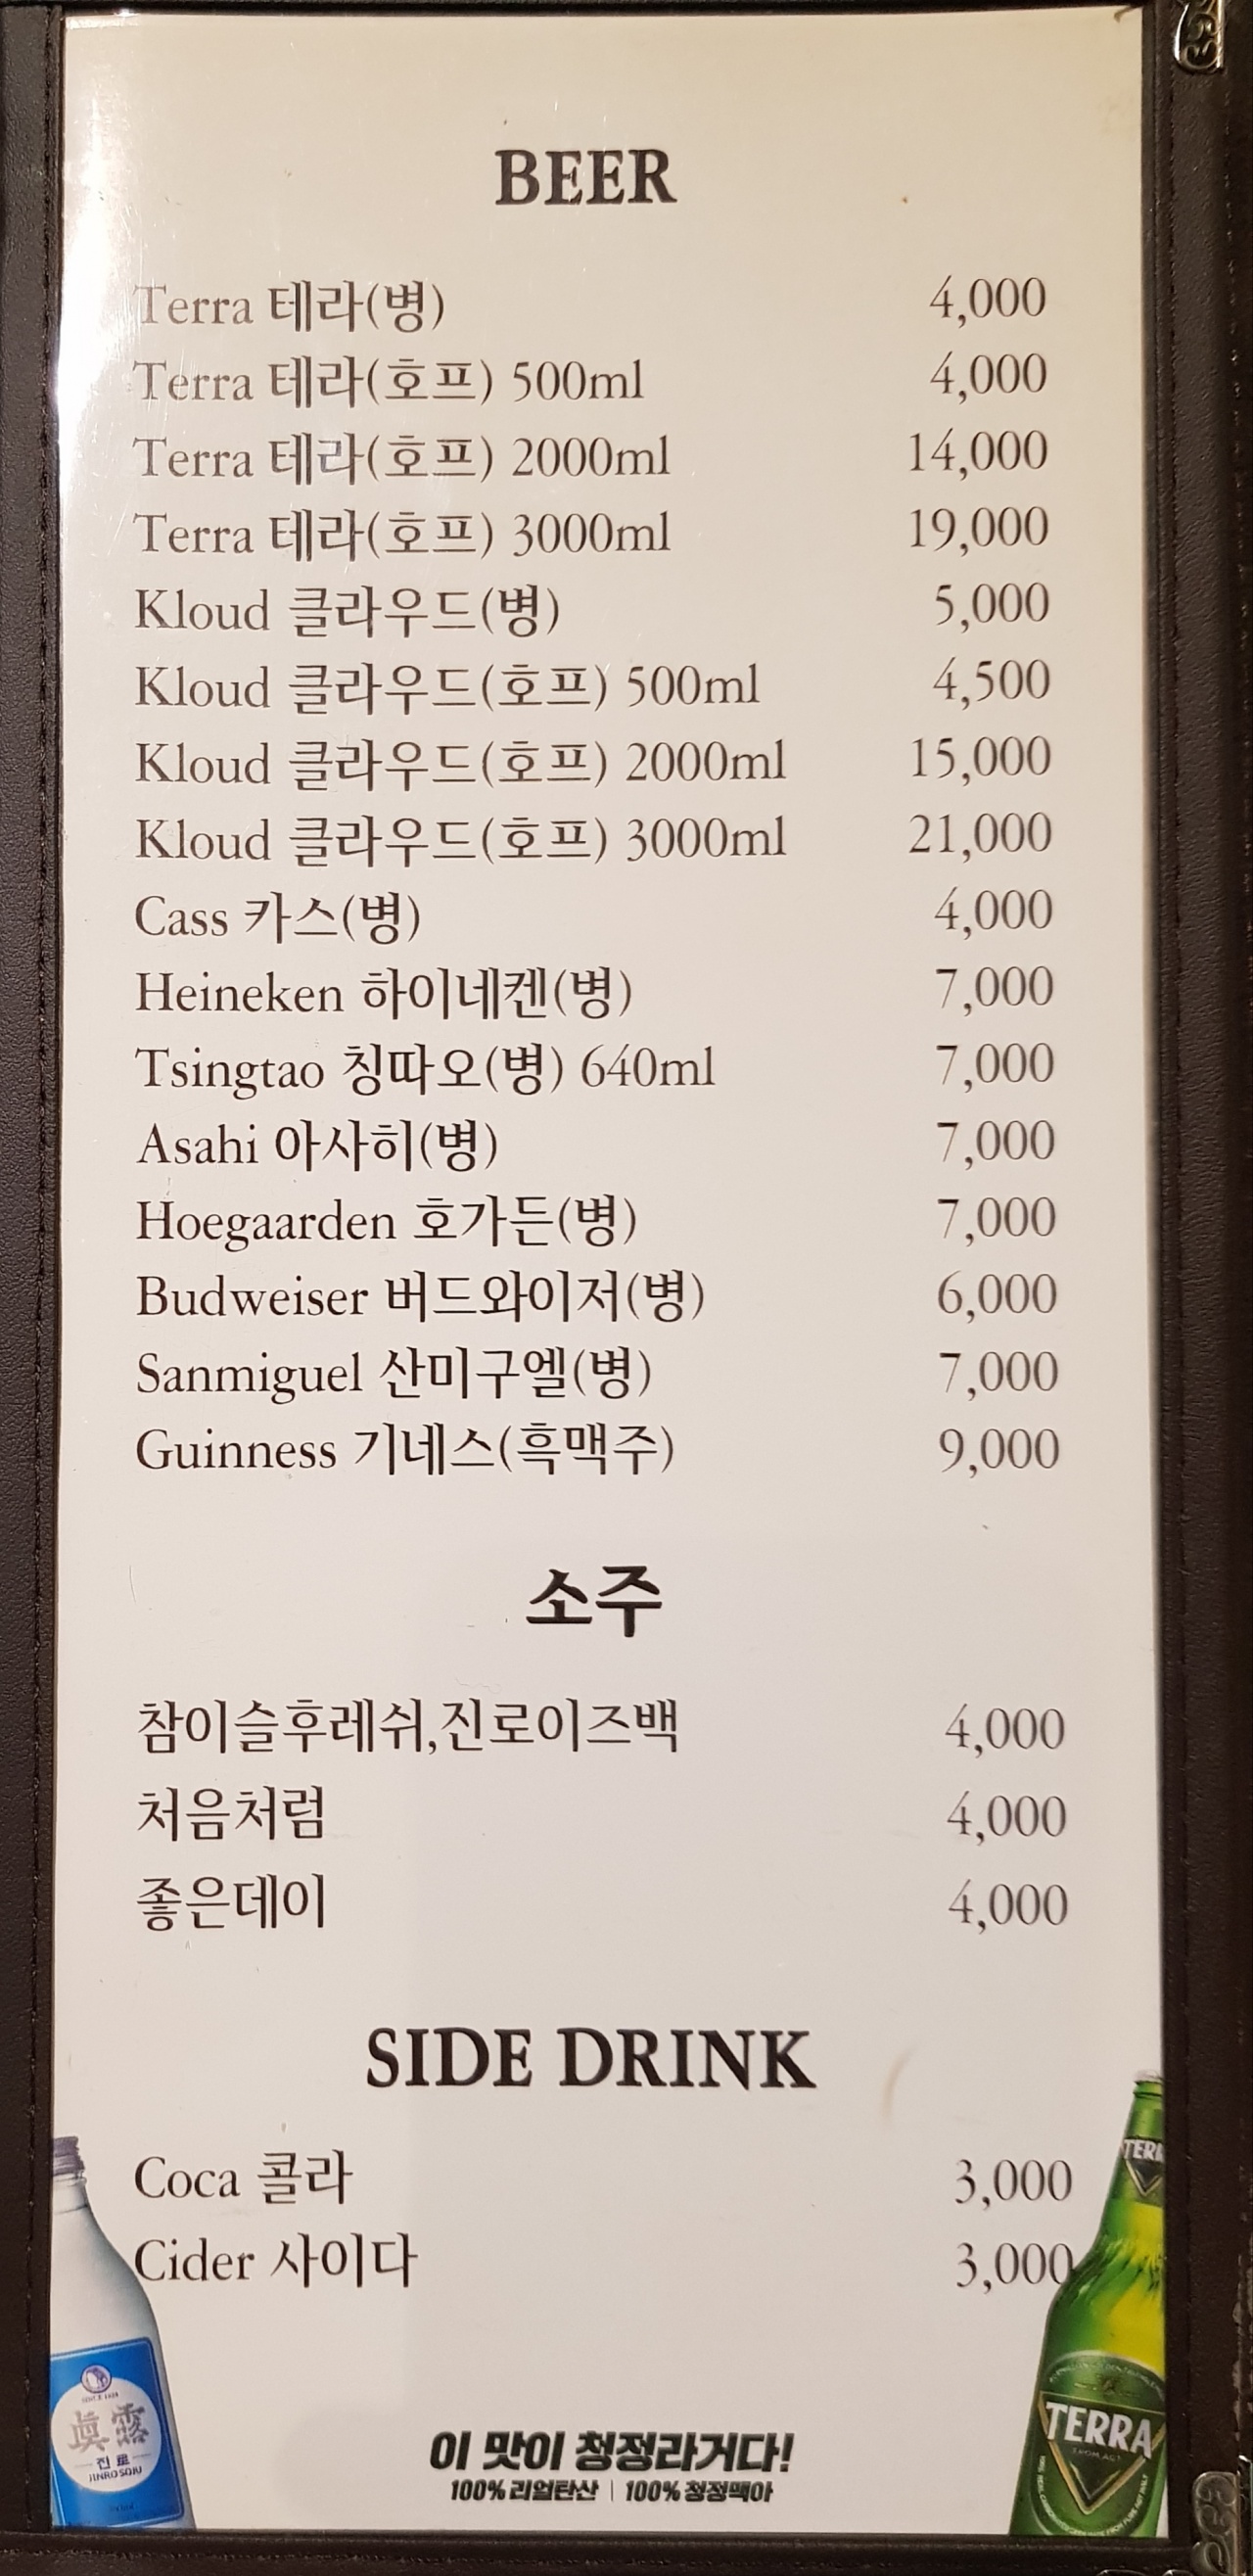 BEER
Terra 테라(병) 4,000
Terra 테라(호프) 500ml 4,000
Terra 테라(호프) 2000ml 14,000
Terra 테라(호프) 3000ml 19,000
Kloud 클라우드(병) 5,000
Kloud 클라우드(호프) 500ml 4,500
Kloud 클라우드(호프) 2000ml 15,000
Kloud 클라우드(호프) 3000ml 21,000
Cass 카스(병) 4,000
Heineken 하이네켄(병) 7,000
Tsingtao 칭따오(병) 640ml 7,000
Asahi 아사히(병) 7,000
Hoegaarden 호가든(병) 7,000
Budweiser 버드와이저(병) 6,000
Sanmiguel 산미구엘(병) 7,000
Guinness 기네스(흑맥주) 9,000
소주
참이슬후레쉬,진로이즈백 4,000
처음처럼 4,000
좋은데이 4,000
SIDE DRINK
Coca 콜라 3,000
Cider 사이다 3,000
SINCE 1924
眞露
진로
JINRO SOJU
TERRA
FROM AGT
이 맛이 청정라거다!
100% 리얼탄산 | 100% 청정맥아